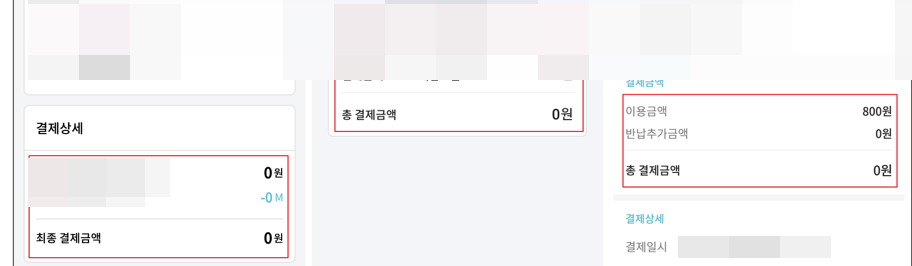 결제상세
0원
-0 M
최종 결제금액 0원
총 결제금액 0원
결제금액
이용금액 800원
반납추가금액 0원
총 결제금액 0원
결제상세
결제일시